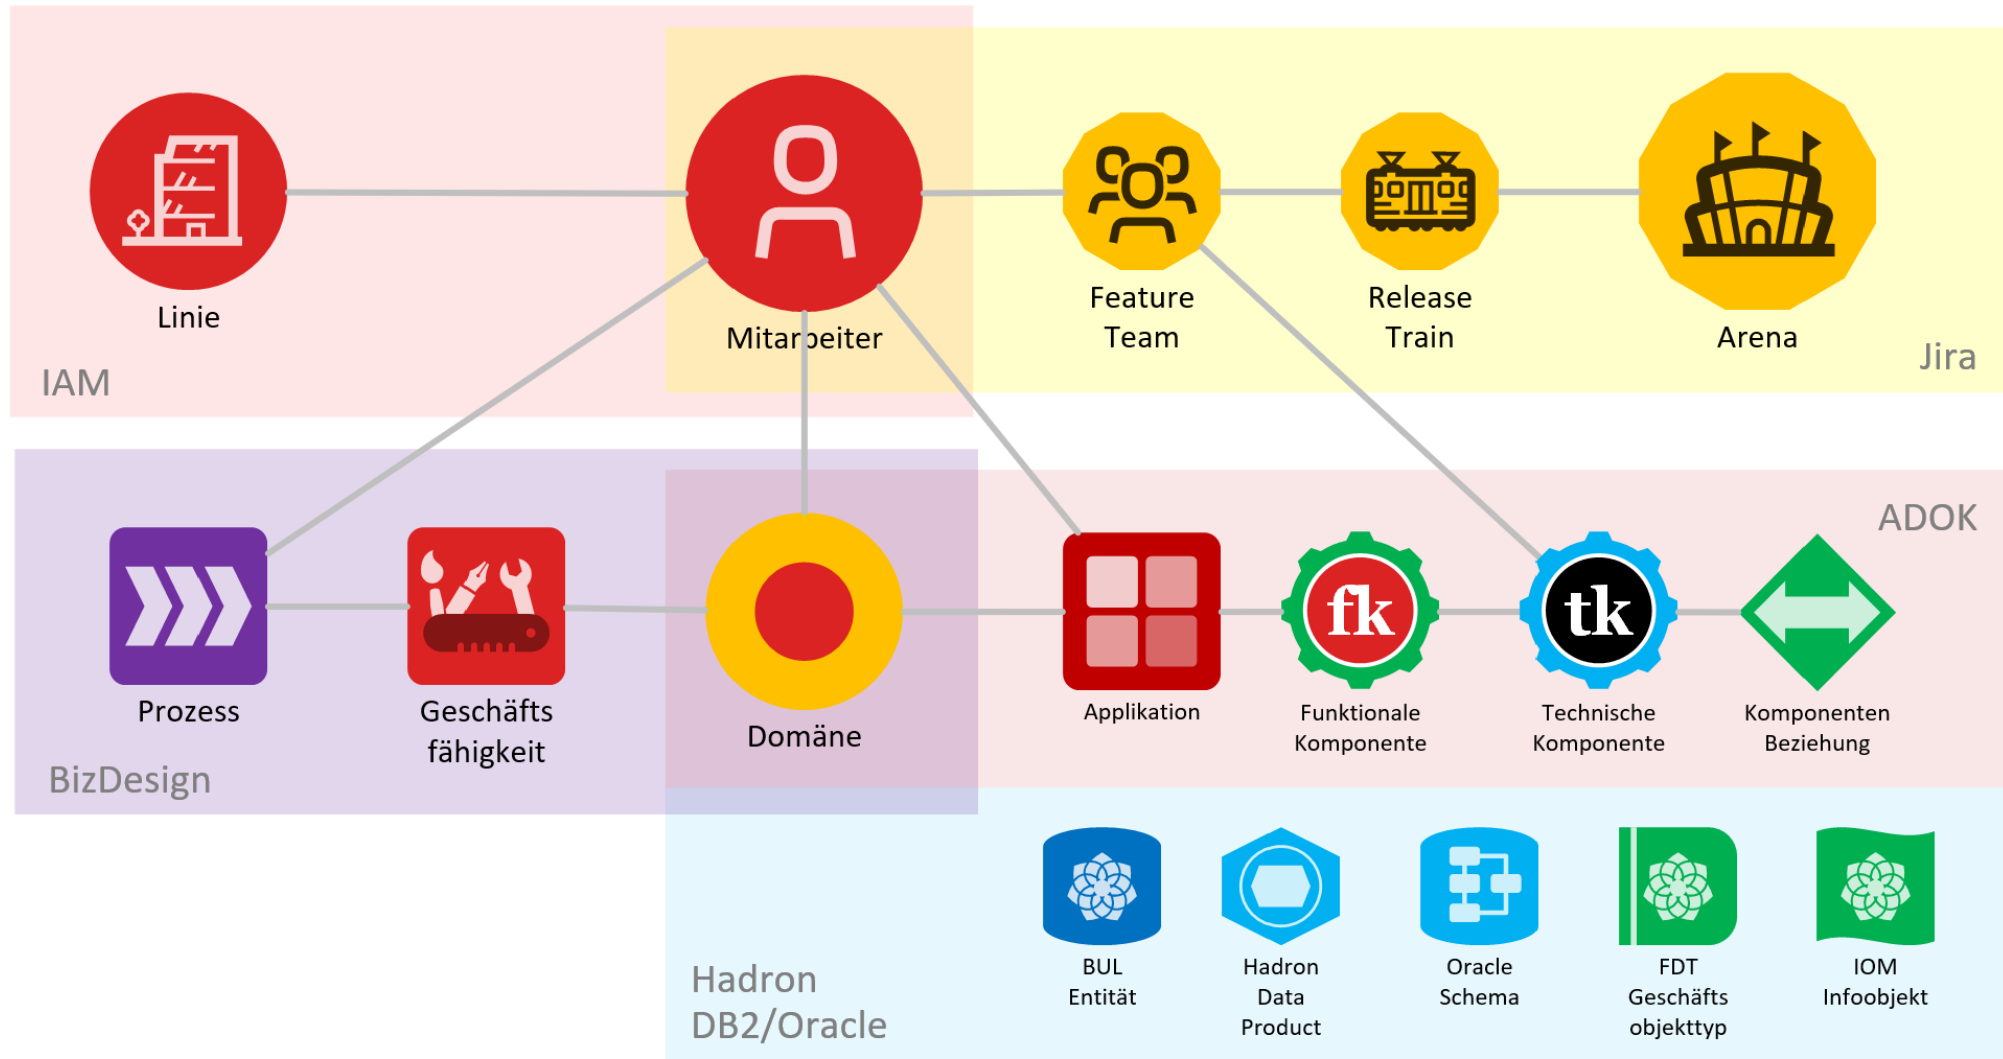 Linie
Mitarbeiter
Feature
Team
Release
Train
Arena
IAM
Jira
ADOK
fk
tk
Prozess
Geschäfts
fähigkeit
Domäne
Applikation
Funktionale
Komponente
Technische
Komponente
Komponenten
Beziehung
BizDesign
Hadron
DB2/Oracle
BUL
Entität
Hadron
Data
Product
Oracle
Schema
FDT
Geschäfts
objekttyp
IOM
Infoobjekt